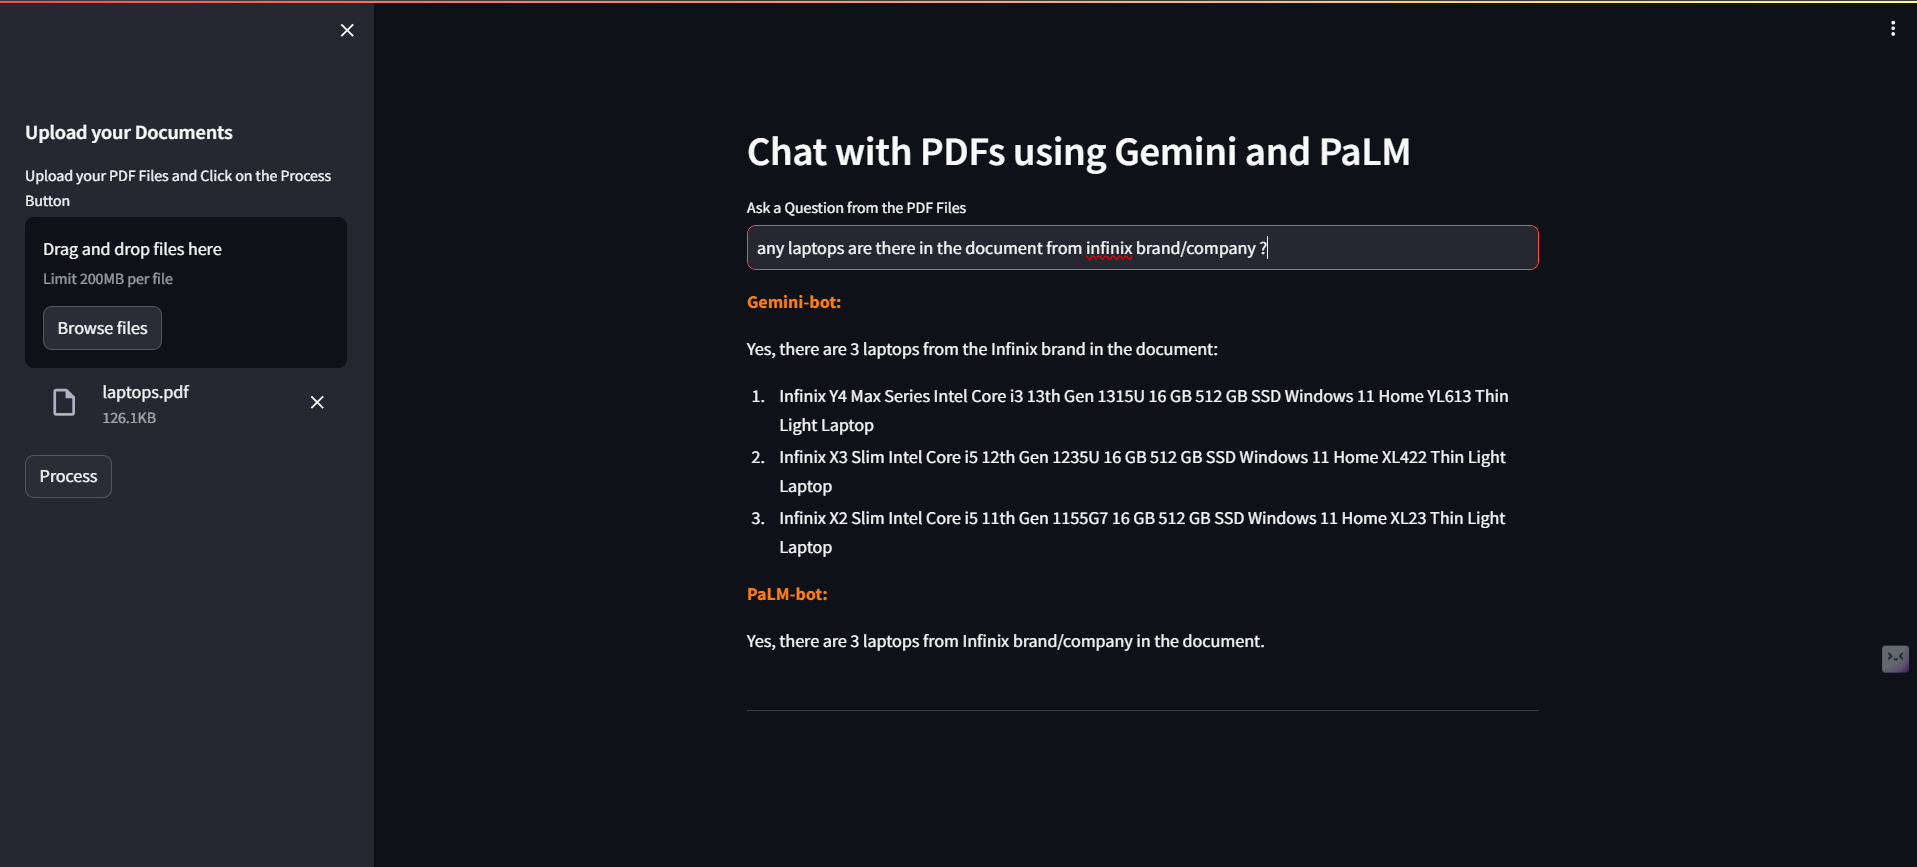 Upload your Documents
Upload your PDF Files and Click on the Process
Button
Drag and drop files here
Limit 200MB per file
Browse files
laptops.pdf
126.1KB
Process
Chat with PDFs using Gemini and PaLM
Ask a Question from the PDF Files
any laptops are there in the document from infinix brand/company ?
Gemini-bot:
Yes, there are 3 laptops from the Infinix brand in the document:
1. Infinix Y4 Max Series Intel Core i3 13th Gen 1315U 16 GB 512 GB SSD Windows 11 Home YL613 Thin
Light Laptop
2. Infinix X3 Slim Intel Core i5 12th Gen 1235U 16 GB 512 GB SSD Windows 11 Home XL422 Thin Light
Laptop
3. Infinix X2 Slim Intel Core i5 11th Gen 1155G7 16 GB 512 GB SSD Windows 11 Home XL23 Thin Light
Laptop
PaLM-bot:
Yes, there are 3 laptops from Infinix brand/company in the document.